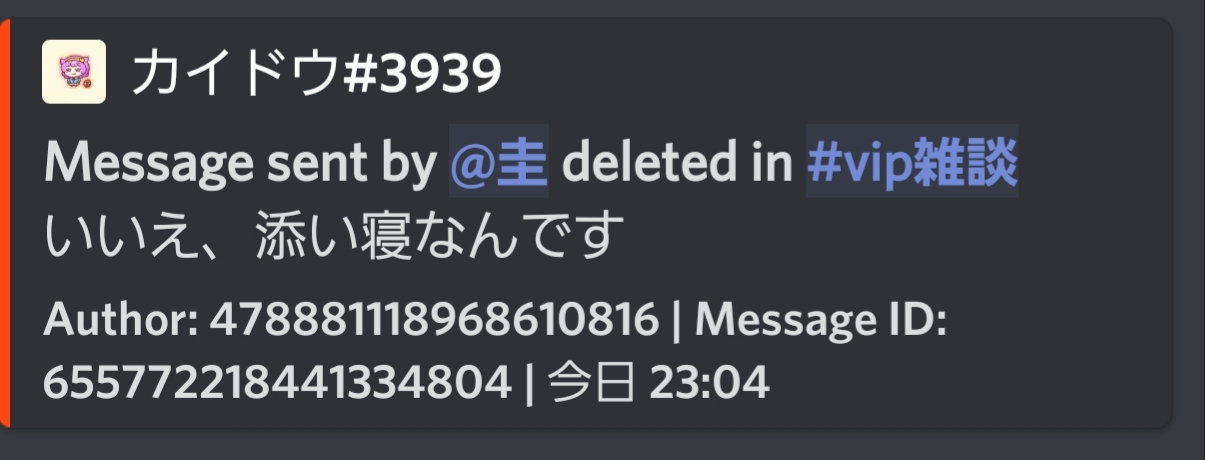 カイドウ#3939
Message sent by @圭 deleted in #vip雑談
いいえ、添い寝なんです
Author: 478881118968610816 | Message ID:
655772218441334804 | 今日 23:04